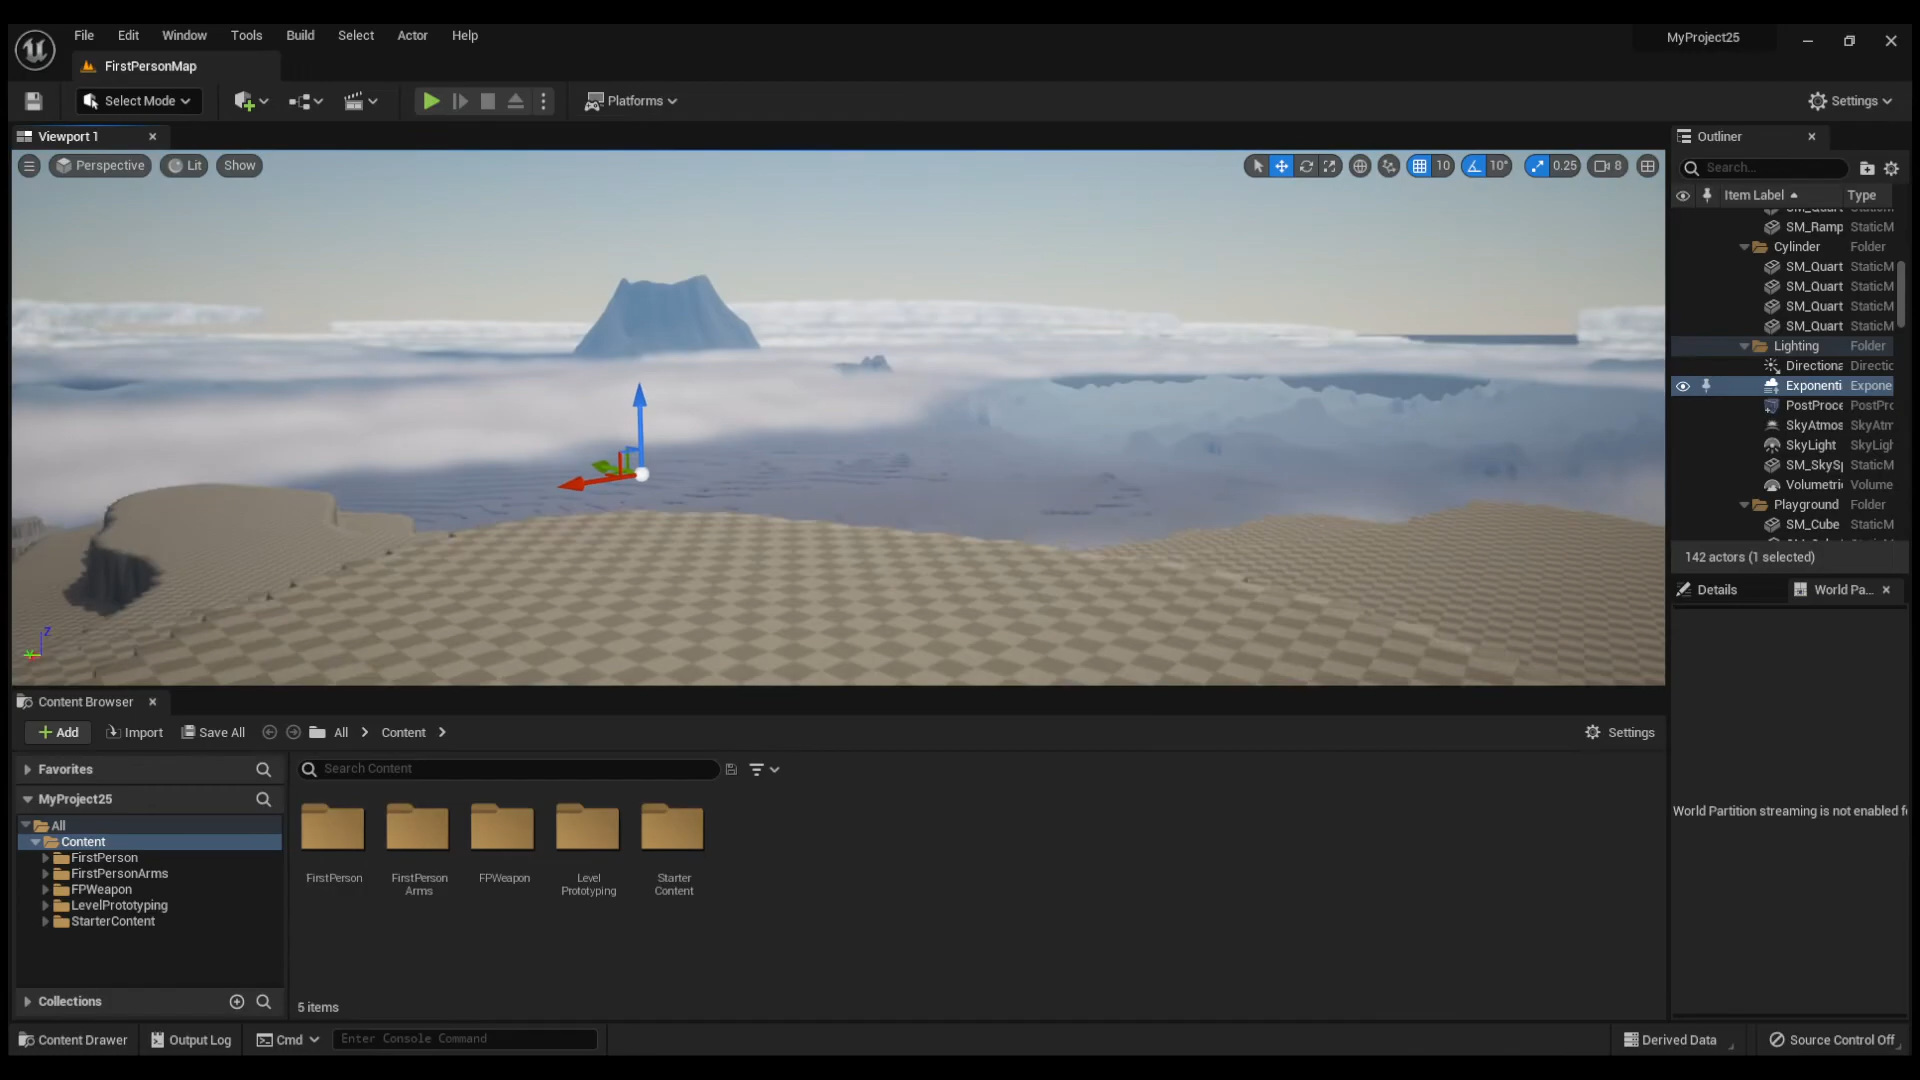 File Edit Window Tools Build Select Actor Help
MyProject25
FirstPersonMap
Select Mode
Platforms
Settings
Viewport 1
Outliner
Perspective Lit Show
10 10° 0.25 8
Search...
Item Label Type
SM_Ramp StaticM
Cylinder Folder
SM_Quart StaticM
SM_Quart StaticM
SM_Quart StaticM
SM_Quart StaticM
Lighting Folder
Directiona Directio
Exponenti Expone
PostProce PostPro
SkyAtmos SkyAtm
SkyLight SkyLigh
SM_SkySp StaticM
Volumetri Volume
Playground Folder
SM_Cube StaticM
142 actors (1 selected)
Details World Pa...
World Partition streaming is not enabled f
Z
Y
Content Browser
Add Import Save All All Content Settings
Favorites
Search Content
MyProject25
All
Content
FirstPerson
FirstPersonArms
FPWeapon
LevelPrototyping
StarterContent
FirstPerson
FirstPerson
Arms
FPWeapon
Level
Prototyping
Starter
Content
Collections
5 items
Content Drawer Output Log Cmd Enter Console Command Derived Data Source Control Off